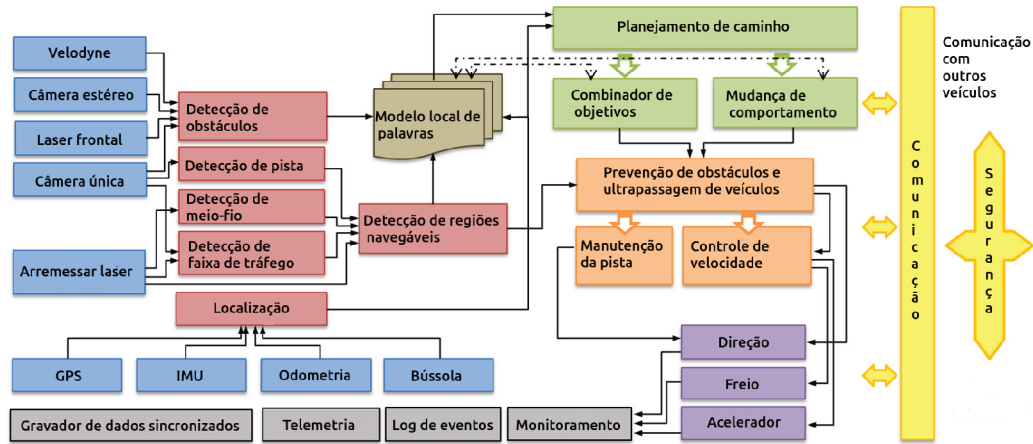 Velodyne
Câmera estéreo
Laser frontal
Câmera única
Arremessar laser
Detecção de
obstáculos
Detecção de pista
Detecção de
meio-fio
Detecção de
faixa de tráfego
Localização
GPS
IMU
Odometria
Bússola
Modelo local de
palavras
Detecção de regiões
navegáveis
Planejamento de caminho
Combinador de
objetivos
Mudança de
comportamento
Prevenção de obstáculos e
ultrapassagem de veículos
Manutenção
da pista
Controle de
velocidade
Direção
Freio
Acelerador
Gravador de dados sincronizados
Telemetria
Log de eventos
Monitoramento
Comunicação
Comunicação
com
outros
veículos
Segurança